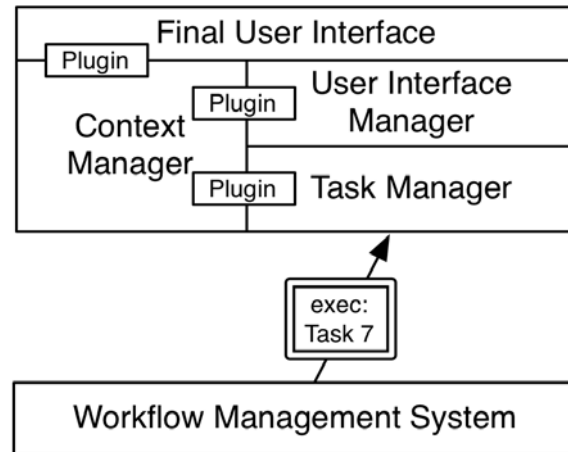 Final User Interface
Plugin
User Interface
Plugin
Manager
Context
Manager
Plugin
Task Manager
exec:
Task 7
Workflow Management System